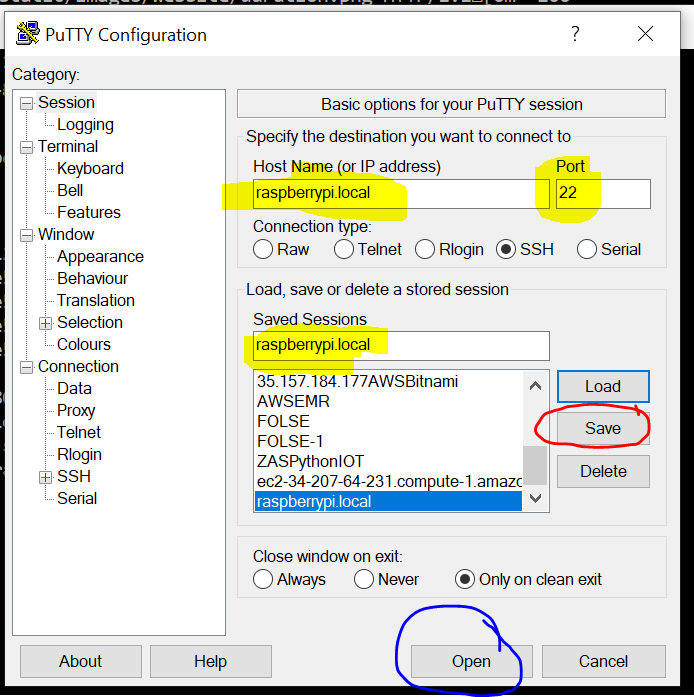 PuTTY Configuration
Category:
Session
Logging
Terminal
Keyboard
Bell
Features
Window
Appearance
Behaviour
Translation
Selection
Colours
Connection
Data
Proxy
Telnet
Rlogin
SSH
Serial
Basic options for your PuTTY session
Specify the destination you want to connect to
Host Name (or IP address) Port
raspberrypi.local 22
Connection type:
Raw Telnet Rlogin SSH Serial
Load, save or delete a stored session
Saved Sessions
raspberrypi.local
35.157.184.177AWSBitnami
AWSEMR
FOLSE
FOLSE-1
ZASPythonIOT
ec2-34-207-64-231.compute-1.amazo
raspberrypi.local
Load
Save
Delete
Close window on exit:
Always Never Only on clean exit
About Help Open Cancel